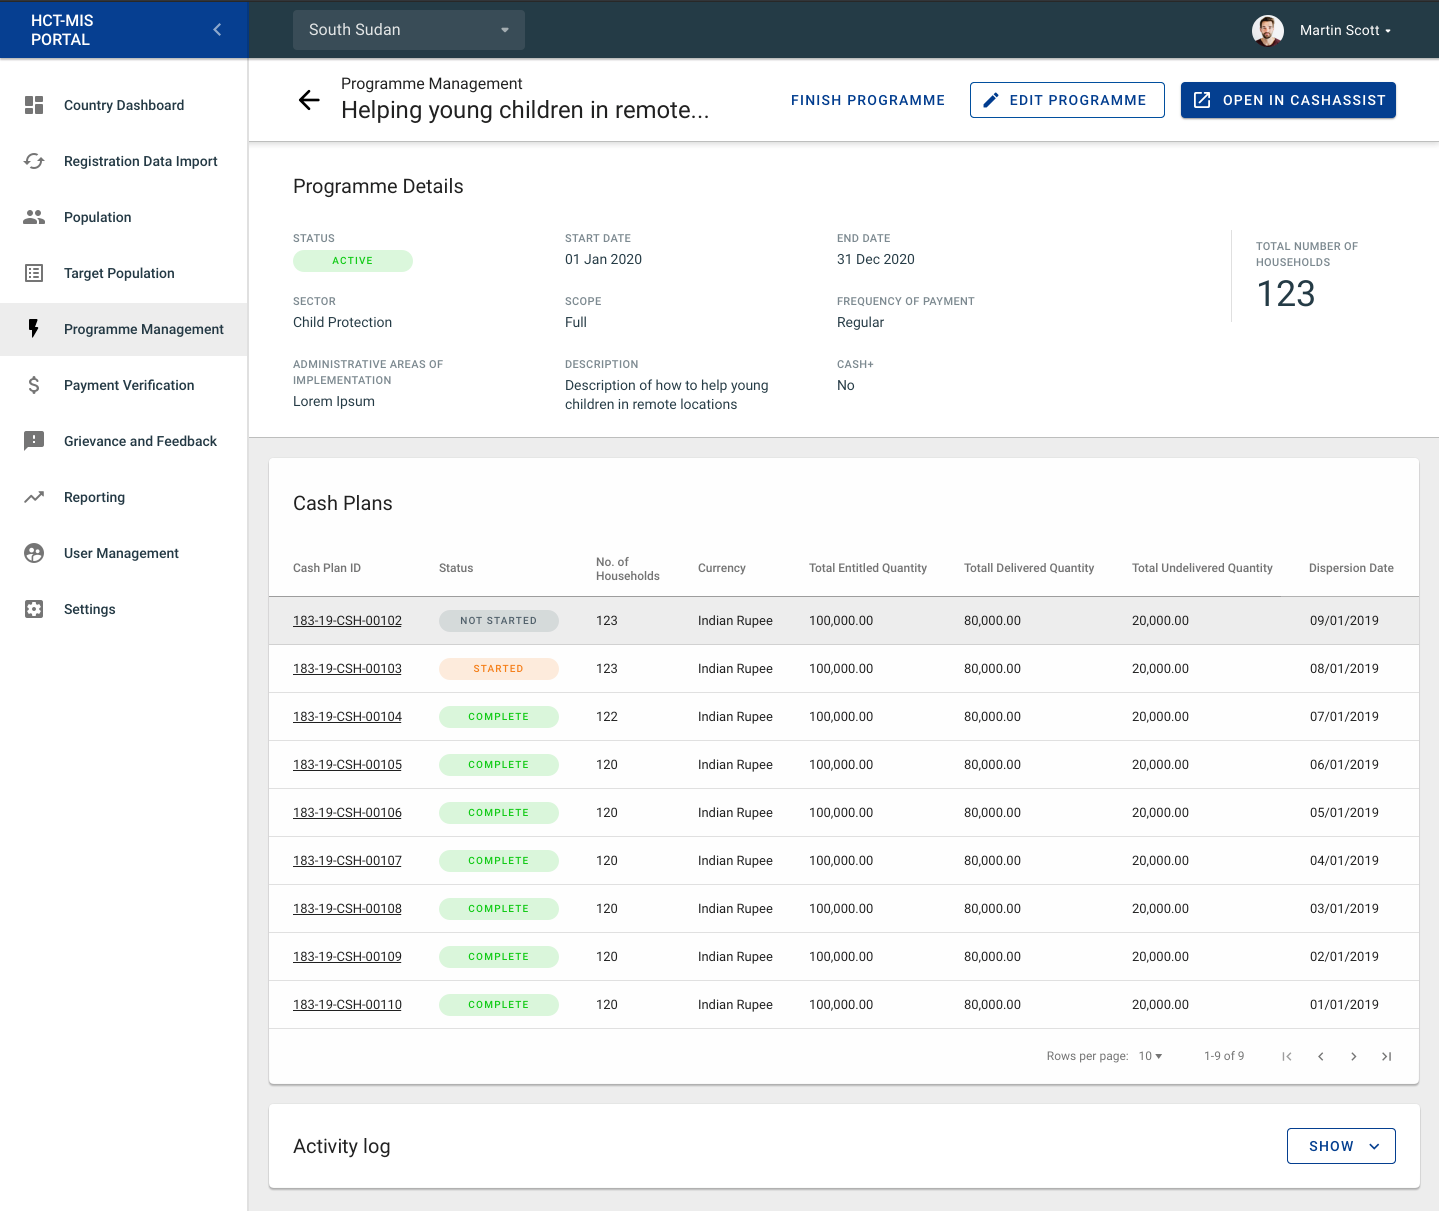 HCT-MIS
PORTAL
South Sudan
Martin Scott
Country Dashboard
Registration Data Import
Population
Target Population
Programme Management
Payment Verification
Grievance and Feedback
Reporting
User Management
Settings
Programme Management
Helping young children in remote...
FINISH PROGRAMME
EDIT PROGRAMME
OPEN IN CASHASSIST
Programme Details
STATUS
ACTIVE
START DATE
01 Jan 2020
END DATE
31 Dec 2020
TOTAL NUMBER OF
HOUSEHOLDS
123
SECTOR
Child Protection
SCOPE
Full
FREQUENCY OF PAYMENT
Regular
ADMINISTRATIVE AREAS OF
IMPLEMENTATION
Lorem Ipsum
DESCRIPTION
Description of how to help young
children in remote locations
CASH+
No
Cash Plans
Cash Plan ID Status No. of Households Currency Total Entitled Quantity Totall Delivered Quantity Total Undelivered Quantity Dispersion Date
183-19-CSH-00102 NOT STARTED 123 Indian Rupee 100,000.00 80,000.00 20,000.00 09/01/2019
183-19-CSH-00103 STARTED 123 Indian Rupee 100,000.00 80,000.00 20,000.00 08/01/2019
183-19-CSH-00104 COMPLETE 122 Indian Rupee 100,000.00 80,000.00 20,000.00 07/01/2019
183-19-CSH-00105 COMPLETE 120 Indian Rupee 100,000.00 80,000.00 20,000.00 06/01/2019
183-19-CSH-00106 COMPLETE 120 Indian Rupee 100,000.00 80,000.00 20,000.00 05/01/2019
183-19-CSH-00107 COMPLETE 120 Indian Rupee 100,000.00 80,000.00 20,000.00 04/01/2019
183-19-CSH-00108 COMPLETE 120 Indian Rupee 100,000.00 80,000.00 20,000.00 03/01/2019
183-19-CSH-00109 COMPLETE 120 Indian Rupee 100,000.00 80,000.00 20,000.00 02/01/2019
183-19-CSH-00110 COMPLETE 120 Indian Rupee 100,000.00 80,000.00 20,000.00 01/01/2019
Rows per page: 10 1-9 of 9
Activity log
SHOW